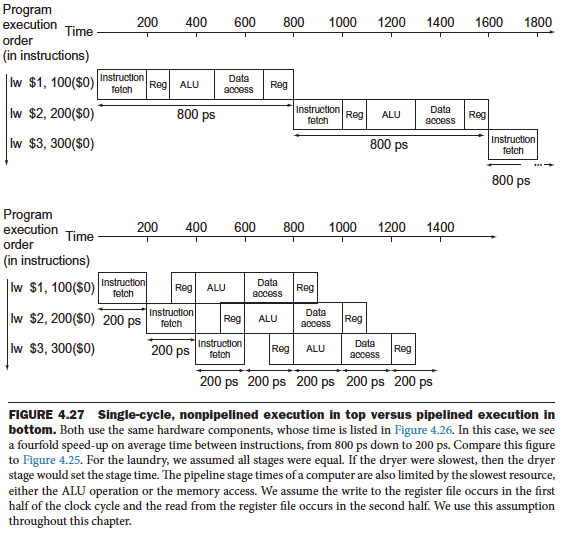 Program
execution
order
(in instructions)
Time
200 400 600 800 1000 1200 1400 1600 1800
lw $1, 100($0)
Instruction fetch
Reg
ALU
Data access
Reg
lw $2, 200($0)
800 ps
Instruction fetch
Reg
ALU
Data access
Reg
lw $3, 300($0)
800 ps
Instruction fetch
...
800 ps
Program
execution
order
(in instructions)
Time
200 400 600 800 1000 1200 1400
lw $1, 100($0)
Instruction fetch
Reg
ALU
Data access
Reg
lw $2, 200($0)
200 ps
Instruction fetch
Reg
ALU
Data access
Reg
lw $3, 300($0)
200 ps
Instruction fetch
Reg
ALU
Data access
Reg
200 ps 200 ps 200 ps 200 ps 200 ps
FIGURE 4.27 Single-cycle, nonpipelined execution in top versus pipelined execution in
bottom. Both use the same hardware components, whose time is listed in Figure 4.26. In this case, we see
a fourfold speed-up on average time between instructions, from 800 ps down to 200 ps. Compare this figure
to Figure 4.25. For the laundry, we assumed all stages were equal. If the dryer were slowest, then the dryer
stage would set the stage time. The pipeline stage times of a computer are also limited by the slowest resource,
either the ALU operation or the memory access. We assume the write to the register file occurs in the first
half of the clock cycle and the read from the register file occurs in the second half. We use this assumption
throughout this chapter.